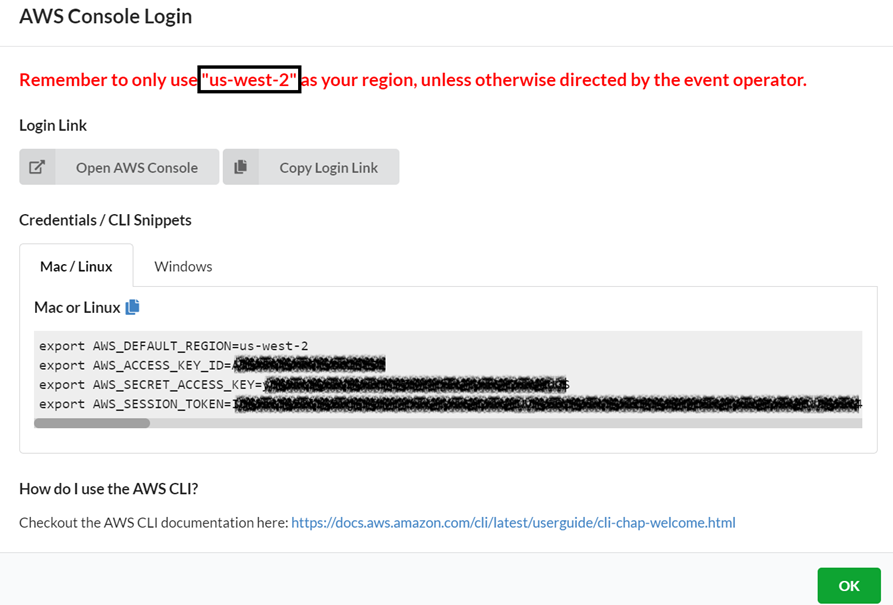 AWS Console Login
Remember to only use "us-west-2" as your region, unless otherwise directed by the event operator.
Login Link
Open AWS Console
Copy Login Link
Credentials / CLI Snippets
Mac / Linux
Windows
Mac or Linux
export AWS_DEFAULT_REGION=us-west-2
export AWS_ACCESS_KEY_ID=
export AWS_SECRET_ACCESS_KEY=
export AWS_SESSION_TOKEN=
How do I use the AWS CLI?
Checkout the AWS CLI documentation here: https://docs.aws.amazon.com/cli/latest/userguide/cli-chap-welcome.html
OK